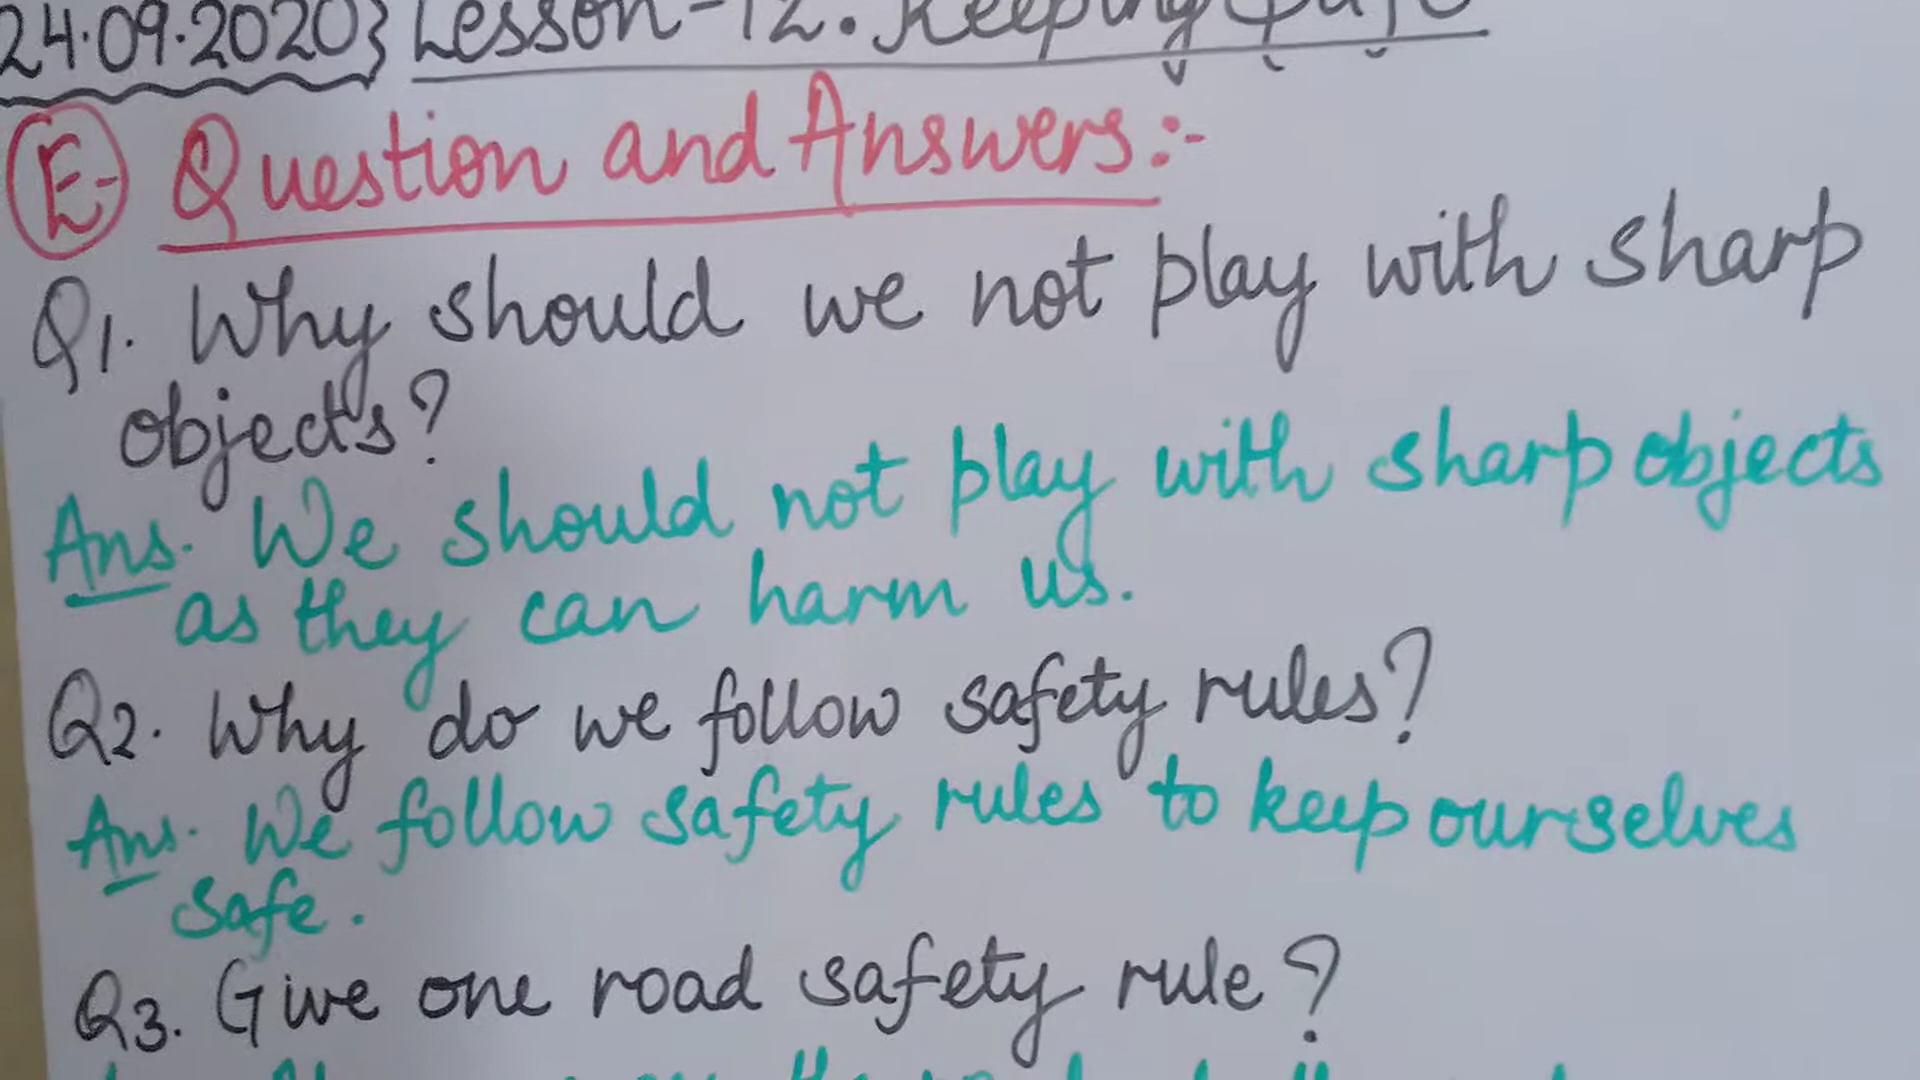 24.09.2020} Lesson-12. Keeping Safe
E- Question and Answers:-
Q1. Why should we not play with sharp
objects?
Ans. We should not play with sharp objects
as they can harm us.
Q2. Why do we follow safety rules?
Ans. We follow safety rules to keep ourselves
safe.
Q3. Give one road safety rule?